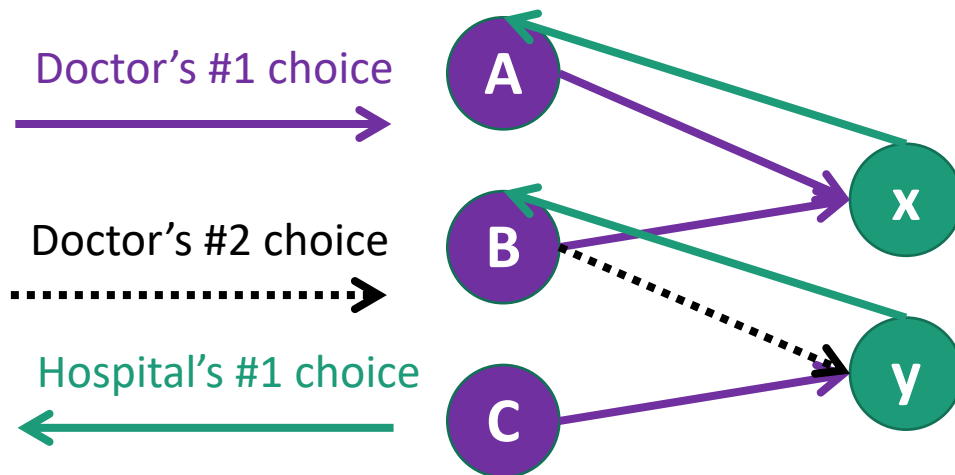 Doctor’s #1 choice
Doctor’s #2 choice
Hospital’s #1 choice
A
B
C
x
y